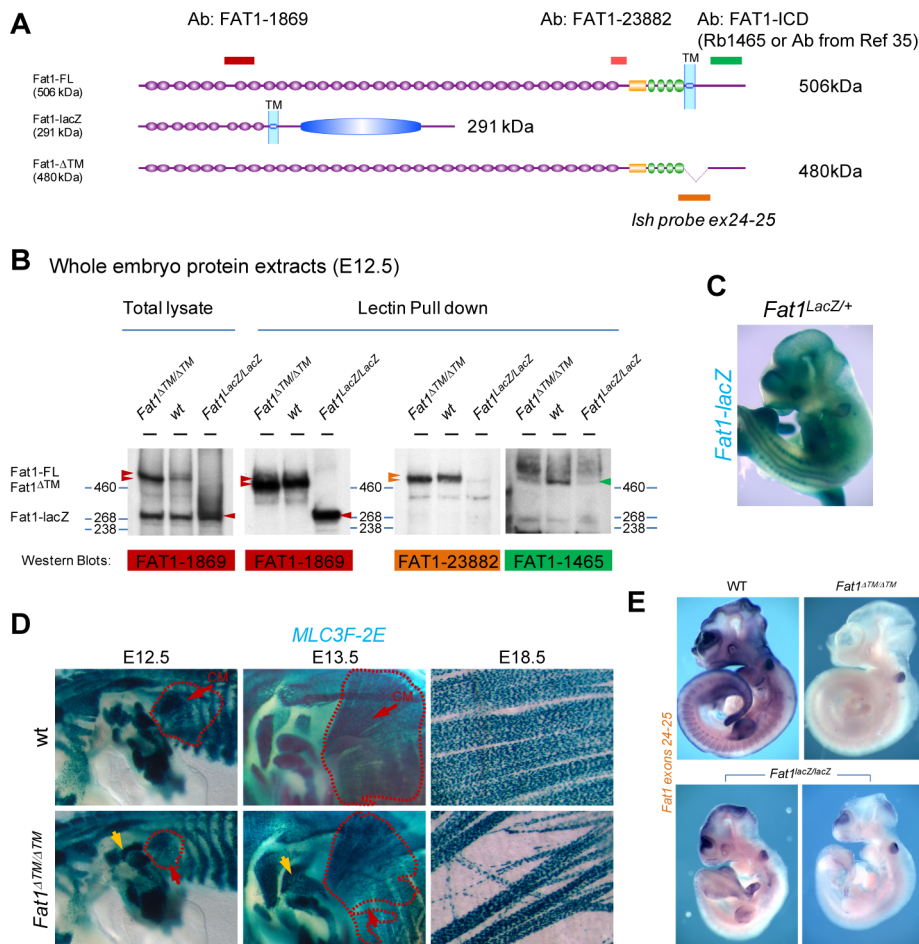 A
Ab: FAT1-1869
Ab: FAT1-23882
Ab: FAT1-ICD
(Rb1465 or Ab from Ref 35)
Fat1-FL
(506 kDa)
TM
506kDa
Fat1-lacZ
(291 kDa)
TM
291 kDa
Fat1-ΔTM
(480kDa)
480kDa
Ish probe ex24-25
B
Whole embryo protein extracts (E12.5)
Total lysate
Lectin Pull down
Fat1ΔTM/ΔTM
wt
Fat1LacZ/LacZ
Fat1ΔTM/ΔTM
wt
Fat1LacZ/LacZ
Fat1ΔTM/ΔTM
wt
Fat1LacZ/LacZ
Fat1ΔTM/ΔTM
wt
Fat1LacZ/LacZ
Fat1-FL
Fat1ΔTM
Fat1-lacZ
460
268
238
460
268
238
460
268
238
460
268
238
Western Blots:
FAT1-1869
FAT1-1869
FAT1-23882
FAT1-1465
C
Fat1LacZ/+
Fat1-lacZ
D
MLC3F-2E
E12.5
E13.5
E18.5
wt
CM
CM
Fat1ΔTM/ΔTM
E
WT
Fat1ΔTM/ΔTM
Fat1 exons 24-25
Fat1lacZ/lacZ